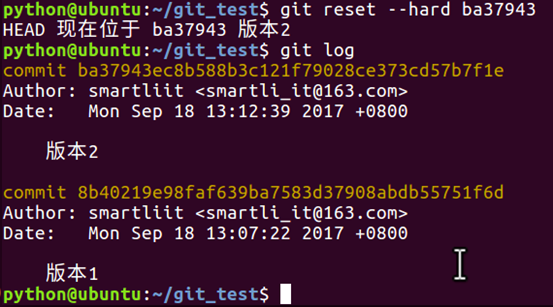 python@ubuntu:~/git_test$ git reset --hard ba37943
HEAD 现在位于 ba37943 版本2
python@ubuntu:~/git_test$ git log
commit ba37943ec8b588b3c121f79028ce373cd57b7f1e
Author: smartliit <smartli_it@163.com>
Date:   Mon Sep 18 13:12:39 2017 +0800
版本2
commit 8b40219e98faf639ba7583d37908abdb55751f6d
Author: smartliit <smartli_it@163.com>
Date:   Mon Sep 18 13:07:22 2017 +0800
版本1
python@ubuntu:~/git_test$